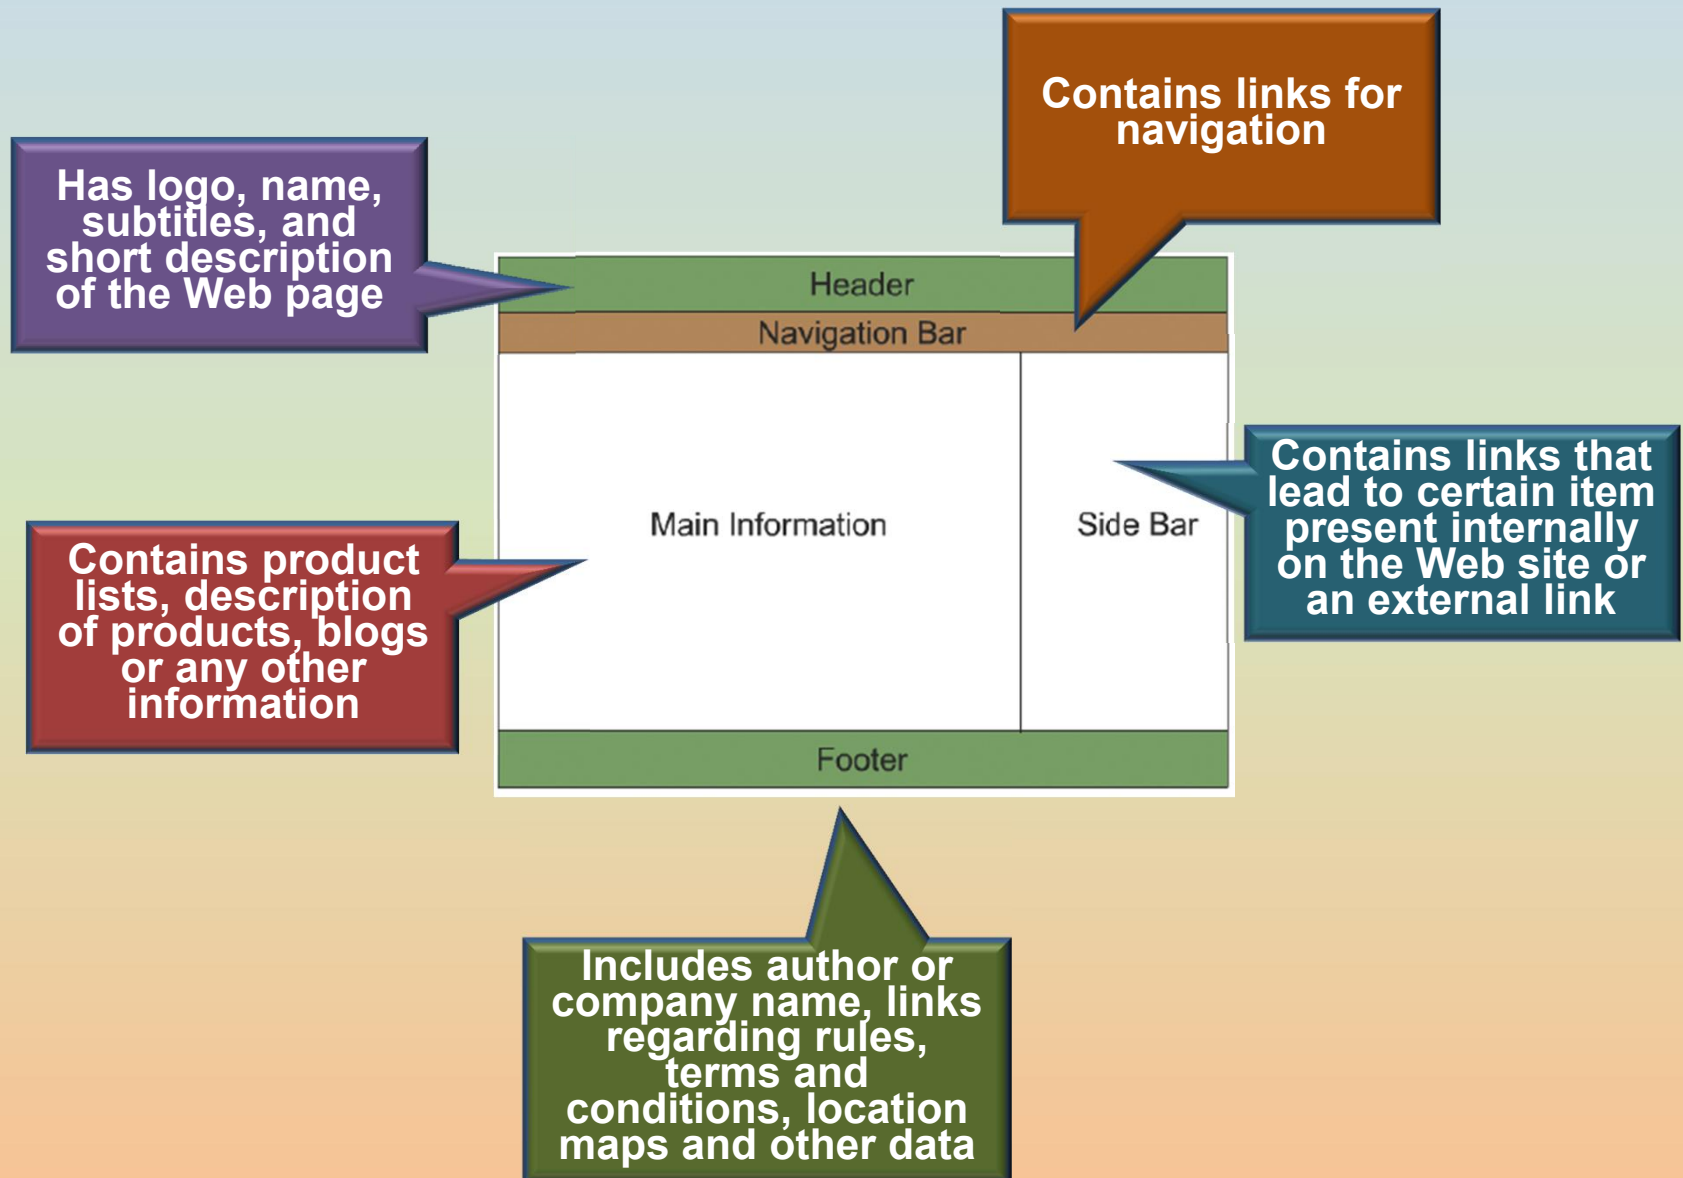 Contains links for
navigation
Has logo, name,
subtitles, and
short description
of the Web page
Header
Navigation Bar
Main Information
Side Bar
Contains links that
lead to certain item
present internally
on the Web site or
an external link
Contains product
lists, description
of products, blogs
or any other
information
Footer
Includes author or
company name, links
regarding rules,
terms and
conditions, location
maps and other data